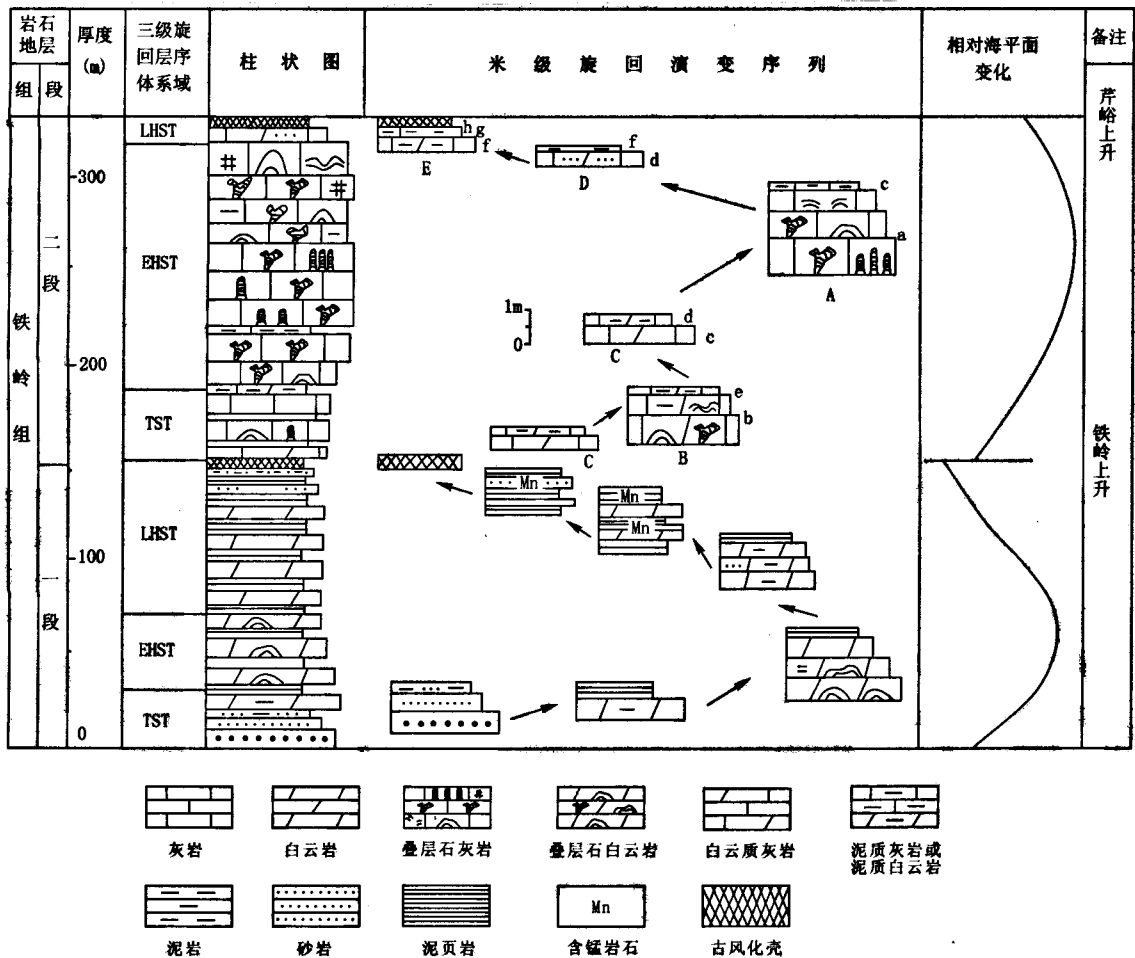 岩石
地层
厚度
(m)
三级旋
回层序
体系域
柱 状 图
米 级 旋 回 演 变 序 列
相对海平面
变化
备注
组
段
铁
岭
组
二
段
一
段
300
200
100
0
LHST
EHST
TST
LHST
EHST
TST
h g
f
E
f
d
D
c
a
A
1m
0
d
c
C
e
b
B
C
Mn
Mn
Mn
芹
峪
上
升
铁
岭
上
升
灰岩
白云岩
叠层石灰岩
叠层石白云岩
白云质灰岩
泥质灰岩或
泥质白云岩
泥岩
砂岩
泥页岩
Mn
含锰岩石
古风化壳